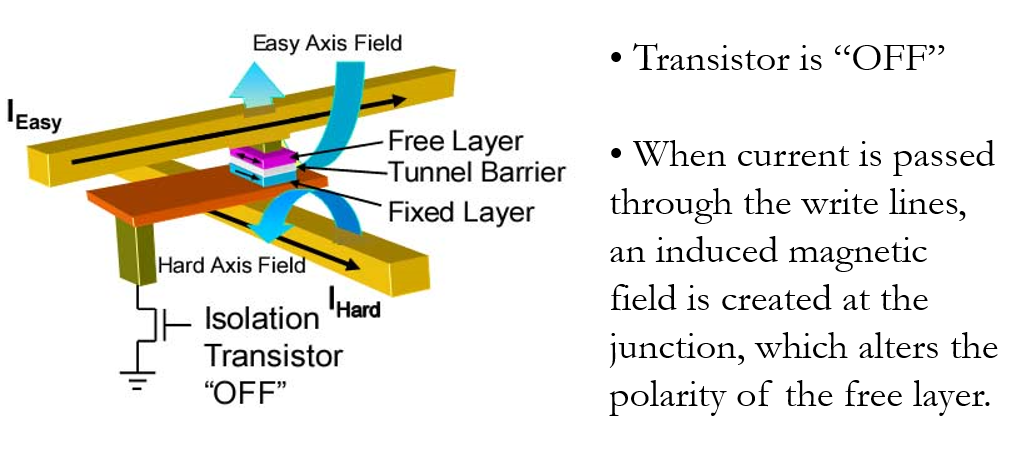 Easy Axis Field
I Easy
Free Layer
Tunnel Barrier
Fixed Layer
Hard Axis Field
I Hard
Isolation
Transistor
“OFF”
• Transistor is “OFF”
• When current is passed
through the write lines,
an induced magnetic
field is created at the
junction, which alters the
polarity of the free layer.